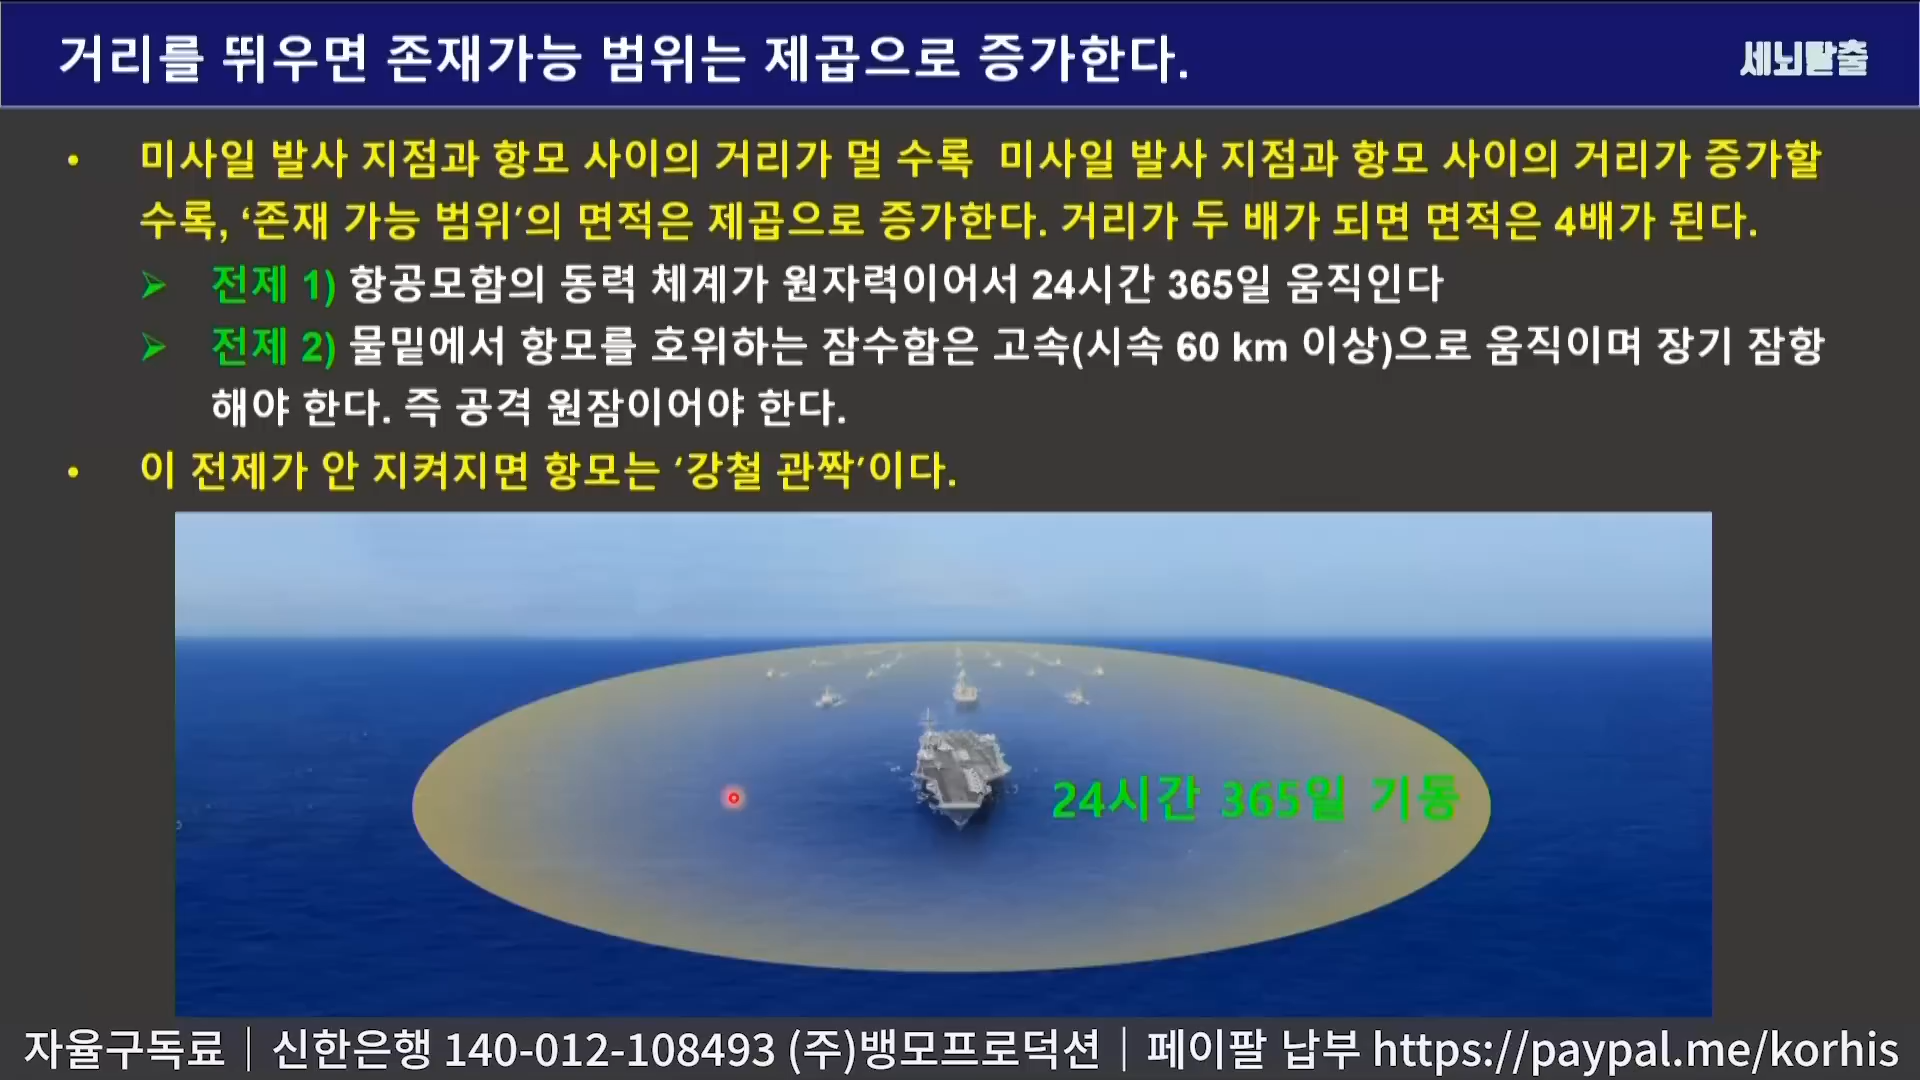 거리를 뛰우면 존재가능 범위는 제곱으로 증가한다.
세뇌탈출
• 미사일 발사 지점과 항모 사이의 거리가 멀 수록 미사일 발사 지점과 항모 사이의 거리가 증가할
수록, ‘존재 가능 범위’의 면적은 제곱으로 증가한다. 거리가 두 배가 되면 면적은 4배가 된다.
➢ 전제 1) 항공모함의 동력 체계가 원자력이어서 24시간 365일 움직인다
➢ 전제 2) 물밑에서 항모를 호위하는 잠수함은 고속(시속 60 km 이상)으로 움직이며 장기 잠항
해야 한다. 즉 공격 원잠이어야 한다.
• 이 전제가 안 지켜지면 항모는 ‘강철 관짝’이다.
24시간 365일 기동
자율구독료｜신한은행 140-012-108493 (주)뱅모프로덕션｜페이팔 납부 https://paypal.me/korhis